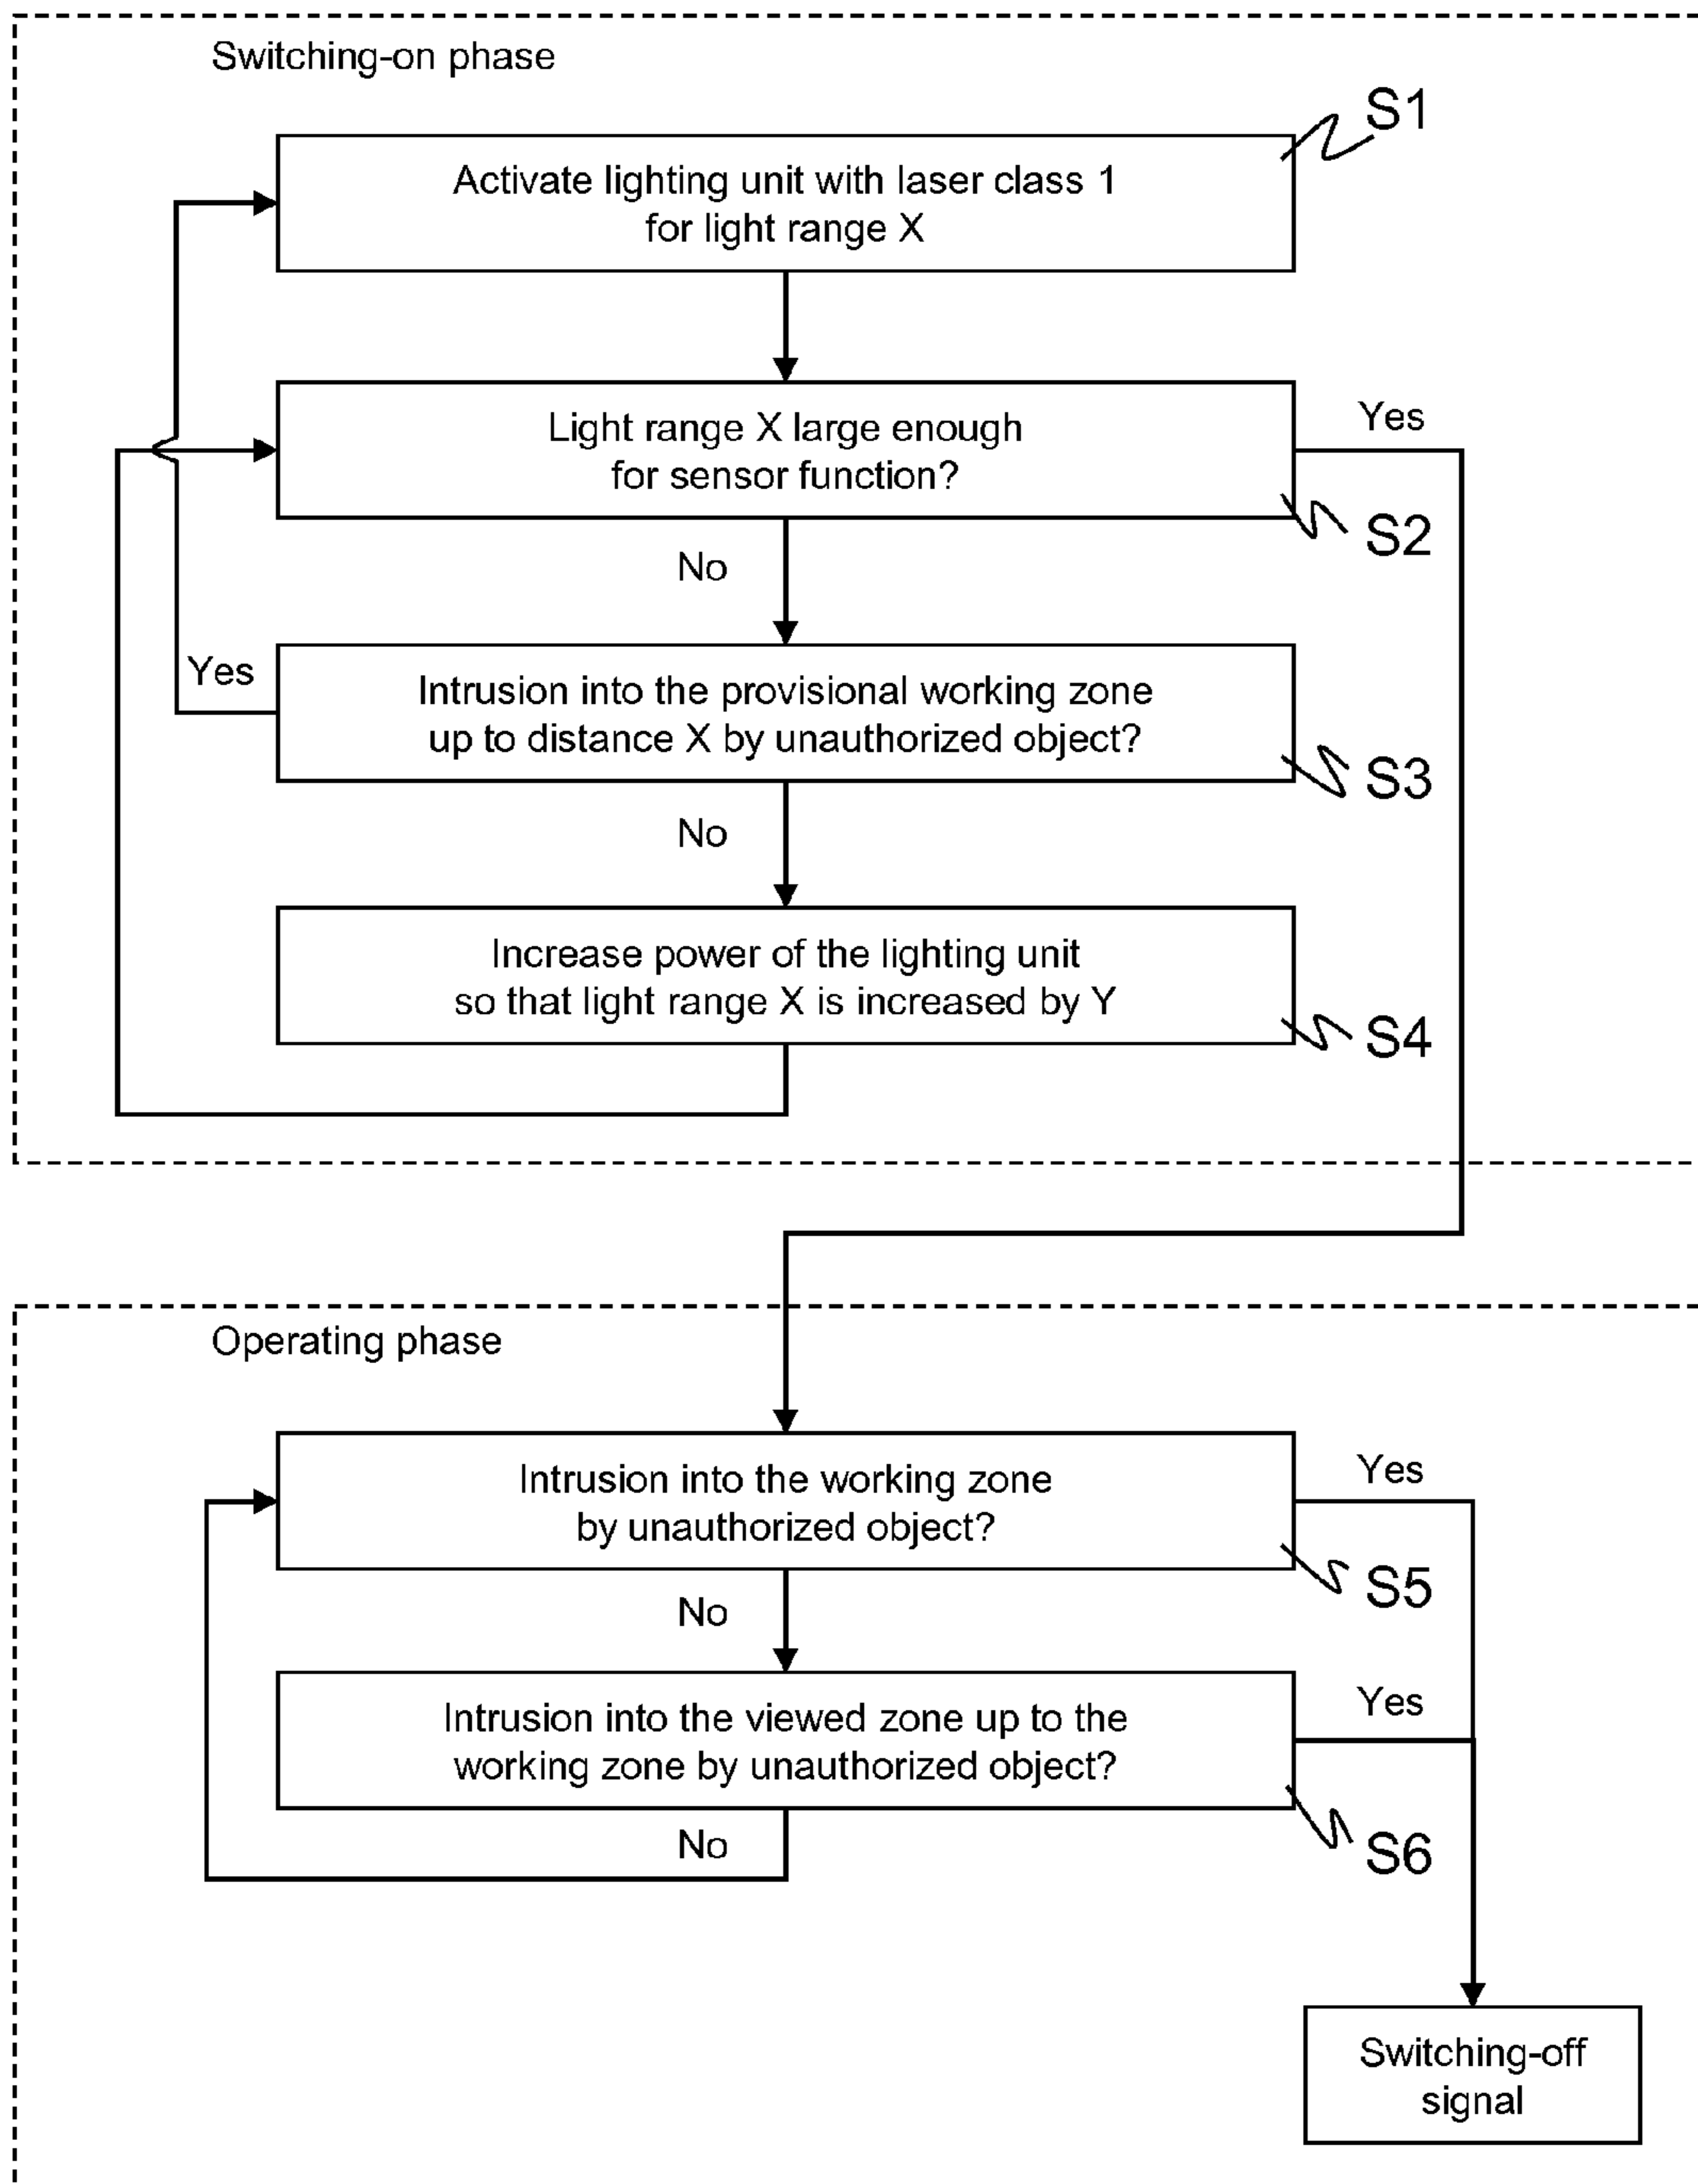 Switching-on phase
S1
Activate lighting unit with laser class 1
for light range X
Light range X large enough
for sensor function?
Yes
S2
No
Yes
Intrusion into the provisional working zone
up to distance X by unauthorized object?
S3
No
Increase power of the lighting unit
so that light range X is increased by Y
S4
Operating phase
Intrusion into the working zone
by unauthorized object?
Yes
S5
No
Intrusion into the viewed zone up to the
working zone by unauthorized object?
Yes
S6
No
Switching-off
signal